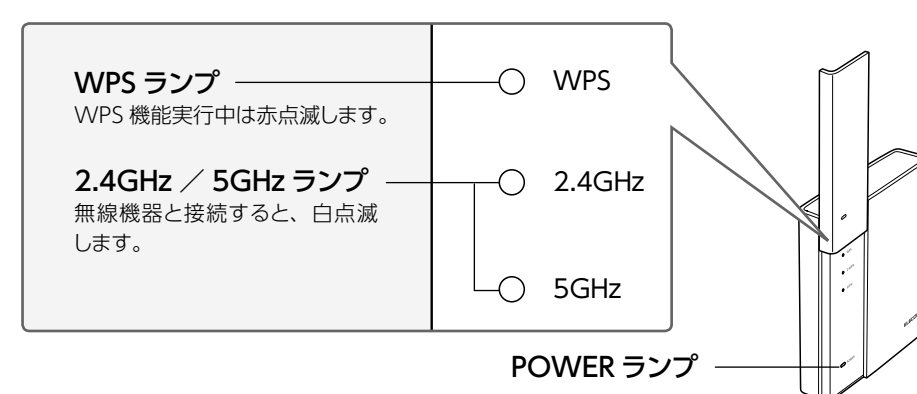 WPS ランプ
WPS 機能実行中は赤点滅します。
2.4GHz ／ 5GHz ランプ
無線機器と接続すると、白点滅
します。
WPS
2.4GHz
5GHz
POWER ランプ